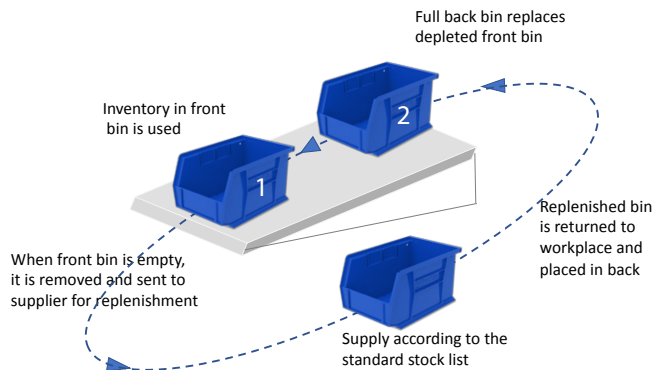 Full back bin replaces
depleted front bin
Inventory in front
bin is used
2
1
Replenished bin
is returned to
workplace and
placed in back
When front bin is empty,
it is removed and sent to
supplier for replenishment
Supply according to the
standard stock list